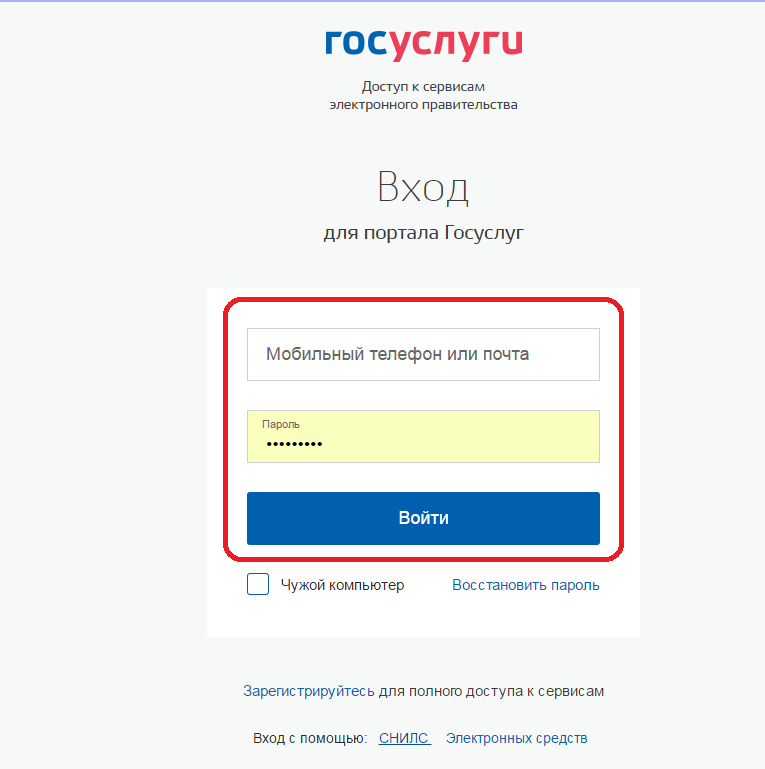 госуслуги
Доступ к сервисам
электронного правительства
Вход
для портала Госуслуг
Мобильный телефон или почта
Пароль
•••••••••
Войти
Чужой компьютер Восстановить пароль
Зарегистрируйтесь для полного доступа к сервисам
Вход с помощью: СНИЛС Электронных средств